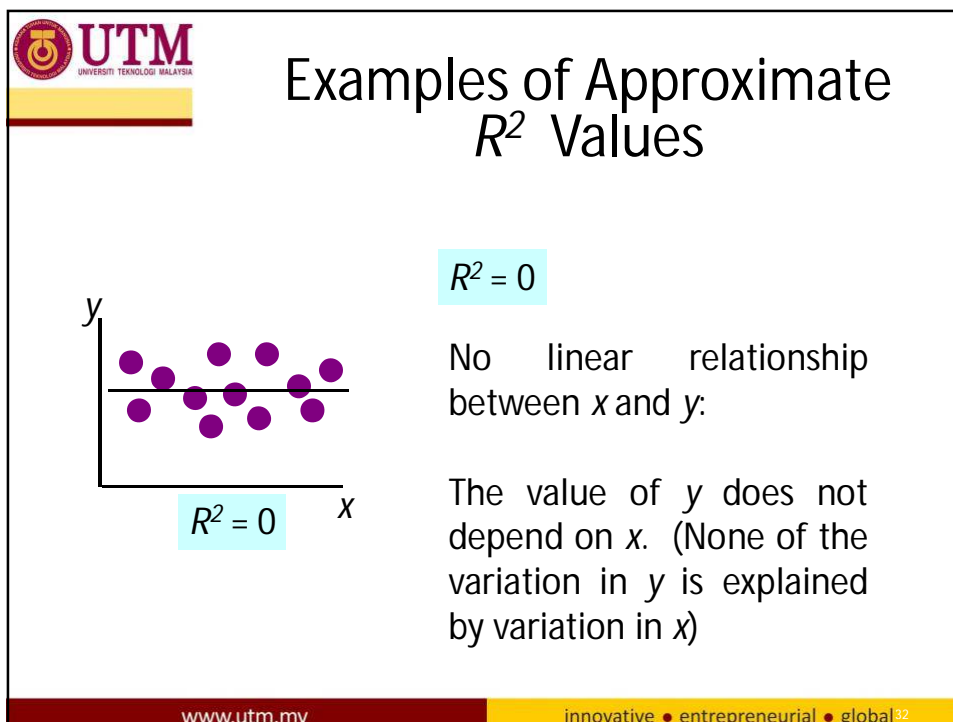 UTM
UNIVERSITI TEKNOLOGI MALAYSIA
Examples of Approximate
R² Values
R² = 0
y
No linear relationship
between x and y:
x
R² = 0
The value of y does not
depend on x. (None of the
variation in y is explained
by variation in x)
www.utm.my
innovative ● entrepreneurial ● global
32